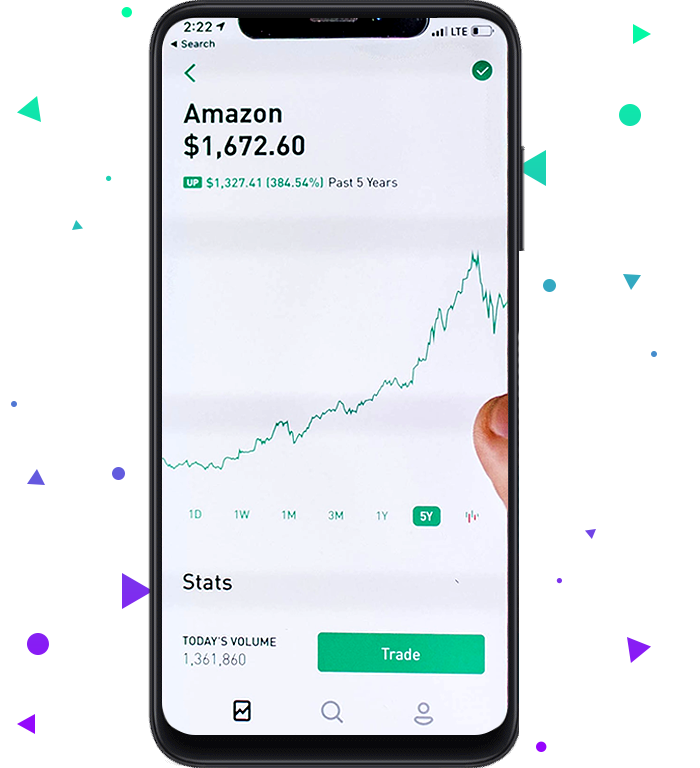 2:22 LTE
◀ Search
Amazon
$1,672.60
UP $1,327.41 (384.54%) Past 5 Years
1D 1W 1M 3M 1Y 5Y
Stats
TODAY'S VOLUME
1,361,860
Trade